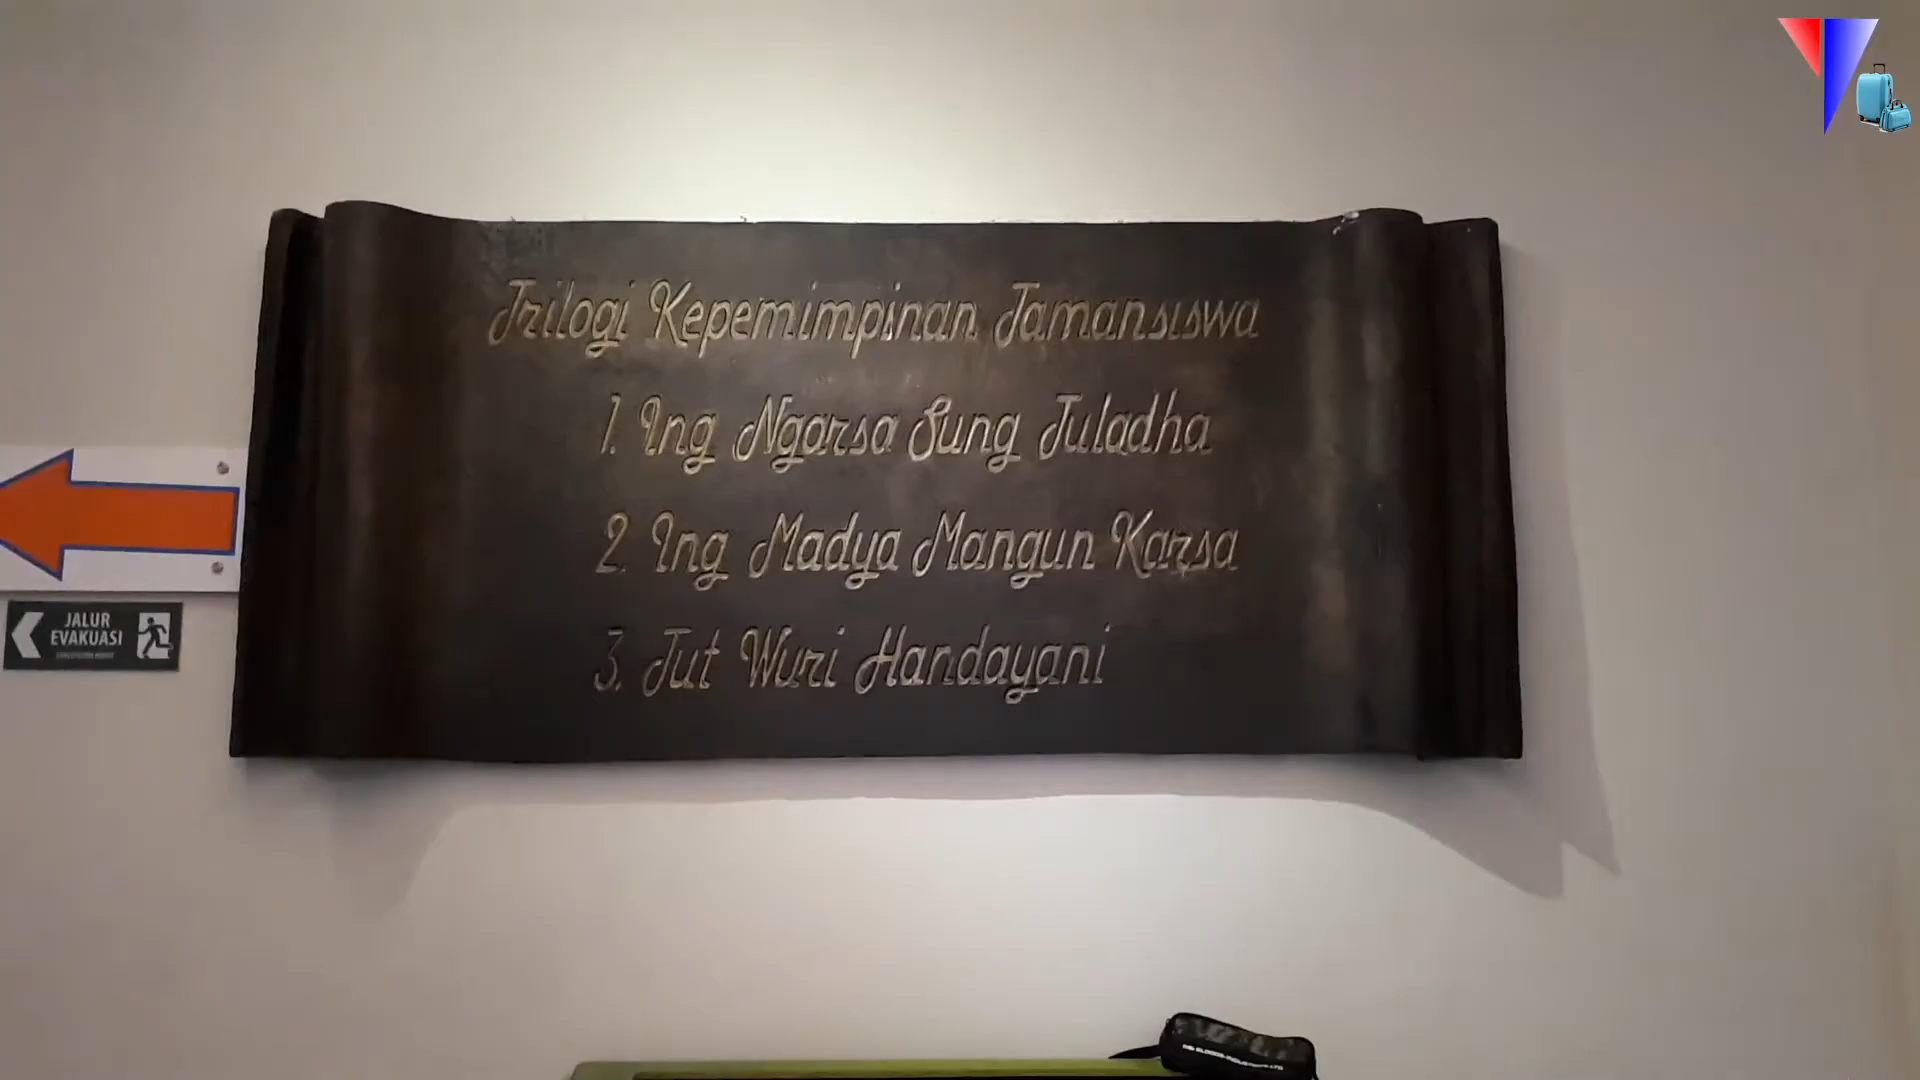 Trilogi Kepemimpinan Tamansiswa
1. Ing Ngarsa Sung Tuladha
2. Ing Madya Mangun Karsa
3. Tut Wuri Handayani
JALUR
EVAKUASI